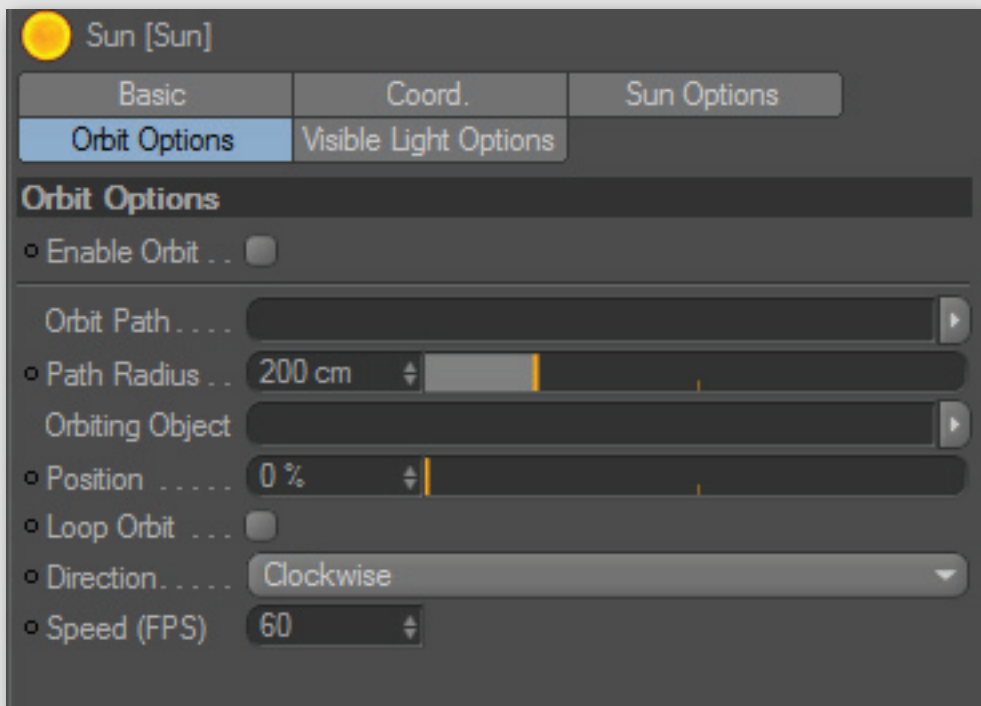 Sun [Sun]
Basic Coord. Sun Options
Orbit Options Visible Light Options
Orbit Options
Enable Orbit . .
Orbit Path . . . .
Path Radius . . 200 cm
Orbiting Object
Position . . . . . 0 %
Loop Orbit . . .
Direction . . . . . Clockwise
Speed (FPS) 60